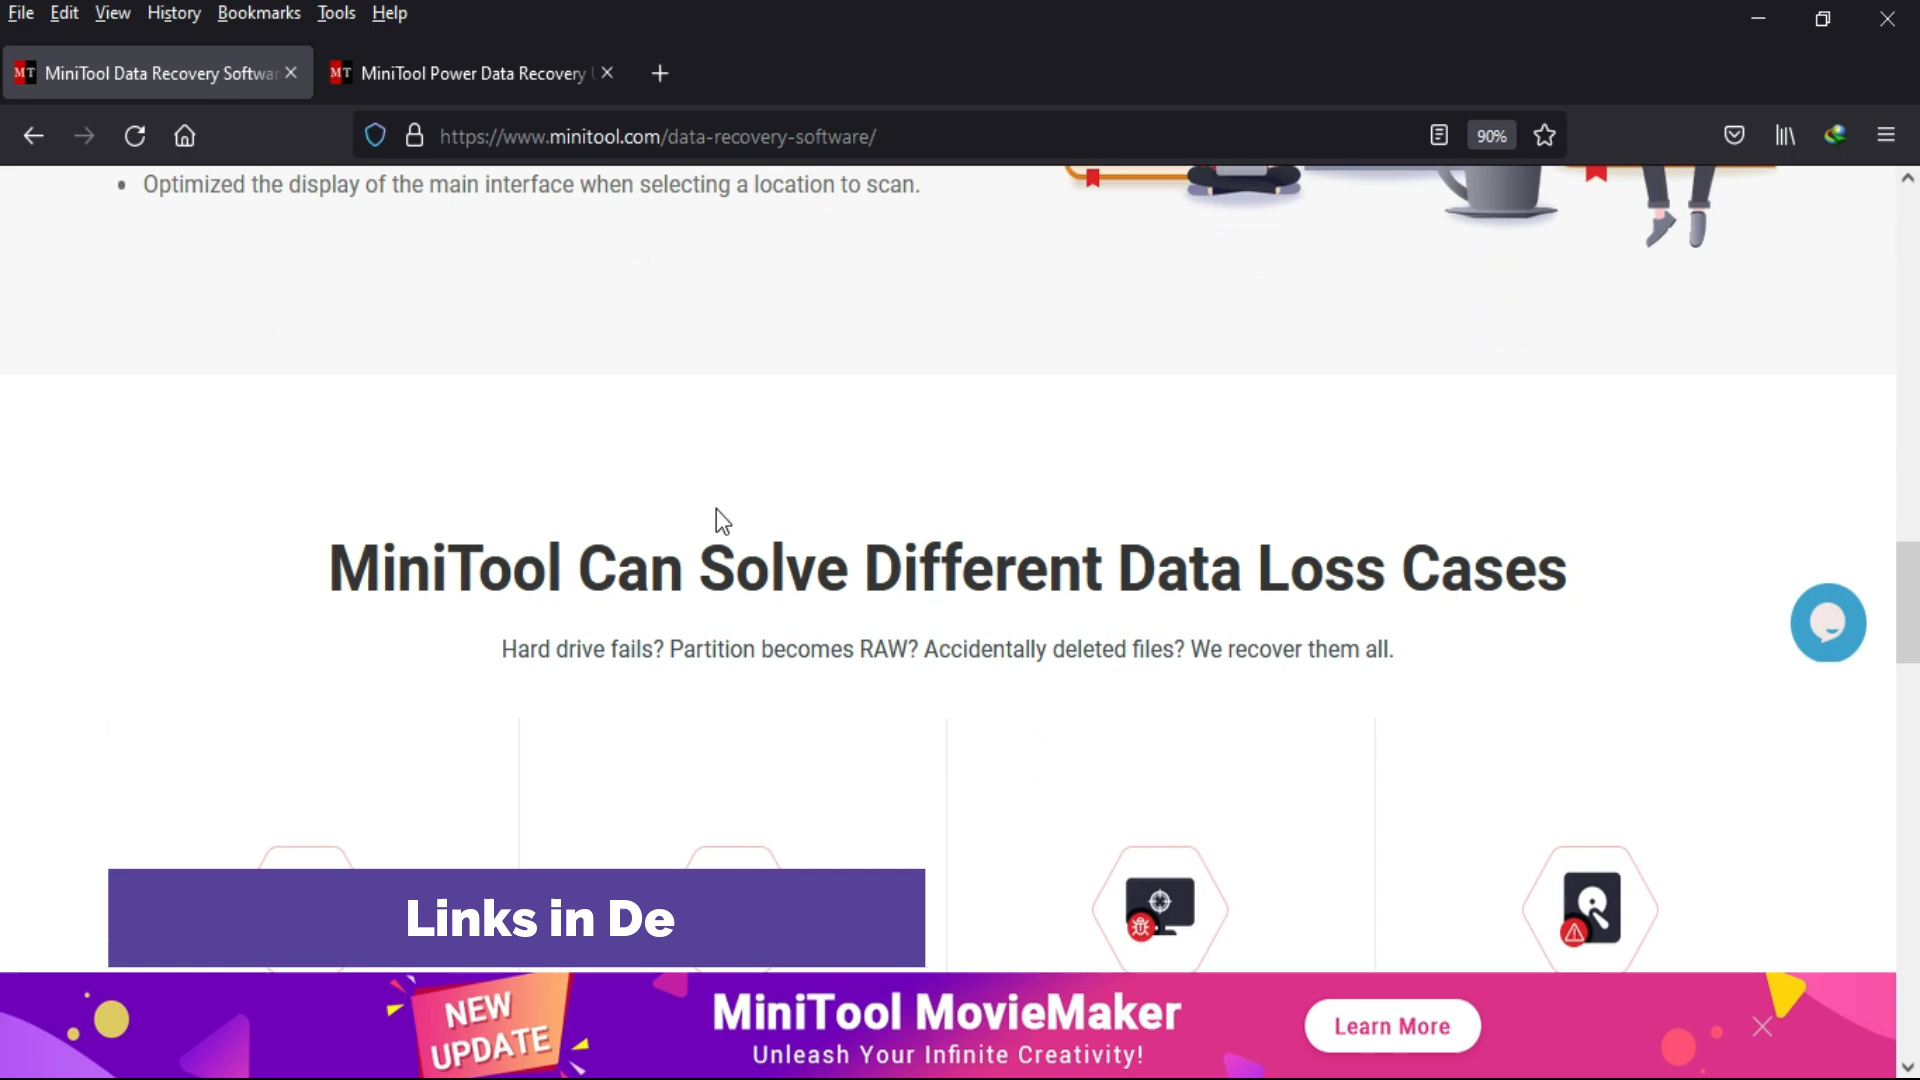 File Edit View History Bookmarks Tools Help
MT MiniTool Data Recovery Softwa MT MiniTool Power Data Recovery
https://www.minitool.com/data-recovery-software/ 90%
• Optimized the display of the main interface when selecting a location to scan.
MiniTool Can Solve Different Data Loss Cases
Hard drive fails? Partition becomes RAW? Accidentally deleted files? We recover them all.
Links in De
NEW
UPDATE
MiniTool MovieMaker
Unleash Your Infinite Creativity!
Learn More